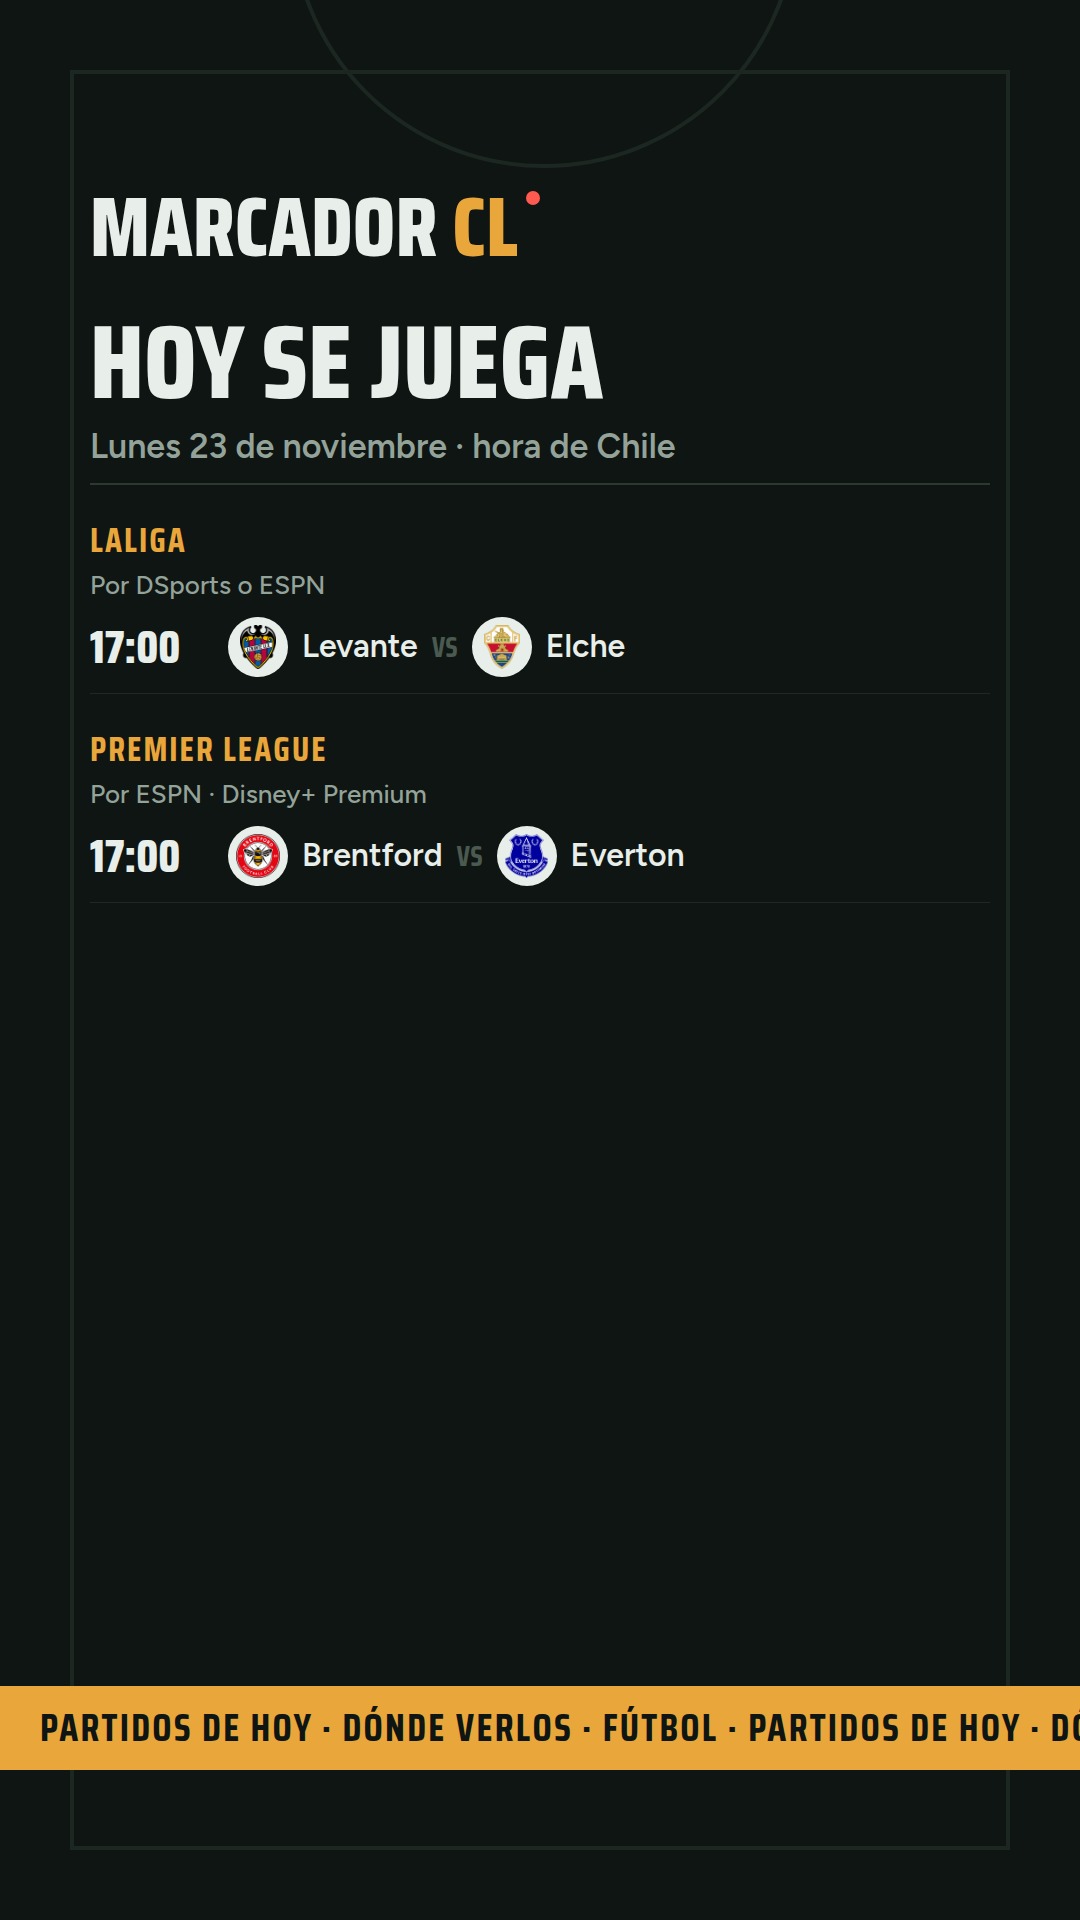 MARCADOR CL
HOY SE JUEGA
Lunes 23 de noviembre · hora de Chile
LALIGA
Por DSports o ESPN
17:00 Levante VS Elche
PREMIER LEAGUE
Por ESPN · Disney+ Premium
17:00 Brentford VS Everton
PARTIDOS DE HOY · DÓNDE VERLOS · FÚTBOL · PARTIDOS DE HOY · DÓ